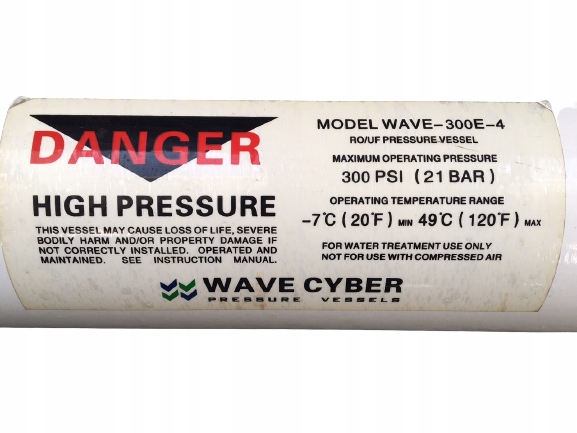 DANGER
HIGH PRESSURE
THIS VESSEL MAY CAUSE LOSS OF LIFE, SEVERE
BODILY HARM AND/OR PROPERTY DAMAGE IF
NOT CORRECTLY INSTALLED. OPERATED AND
MAINTAINED. SEE INSTRUCTION MANUAL.
MODEL WAVE-300E-4
RO/UF PRESSURE VESSEL
MAXIMUM OPERATING PRESSURE
300 PSI (21 BAR)
OPERATING TEMPERATURE RANGE
-7℃ (20℉) MIN 49℃ (120℉) MAX
FOR WATER TREATMENT USE ONLY
NOT FOR USE WITH COMPRESSED AIR
WAVE CYBER
PRESSURE VESSELS